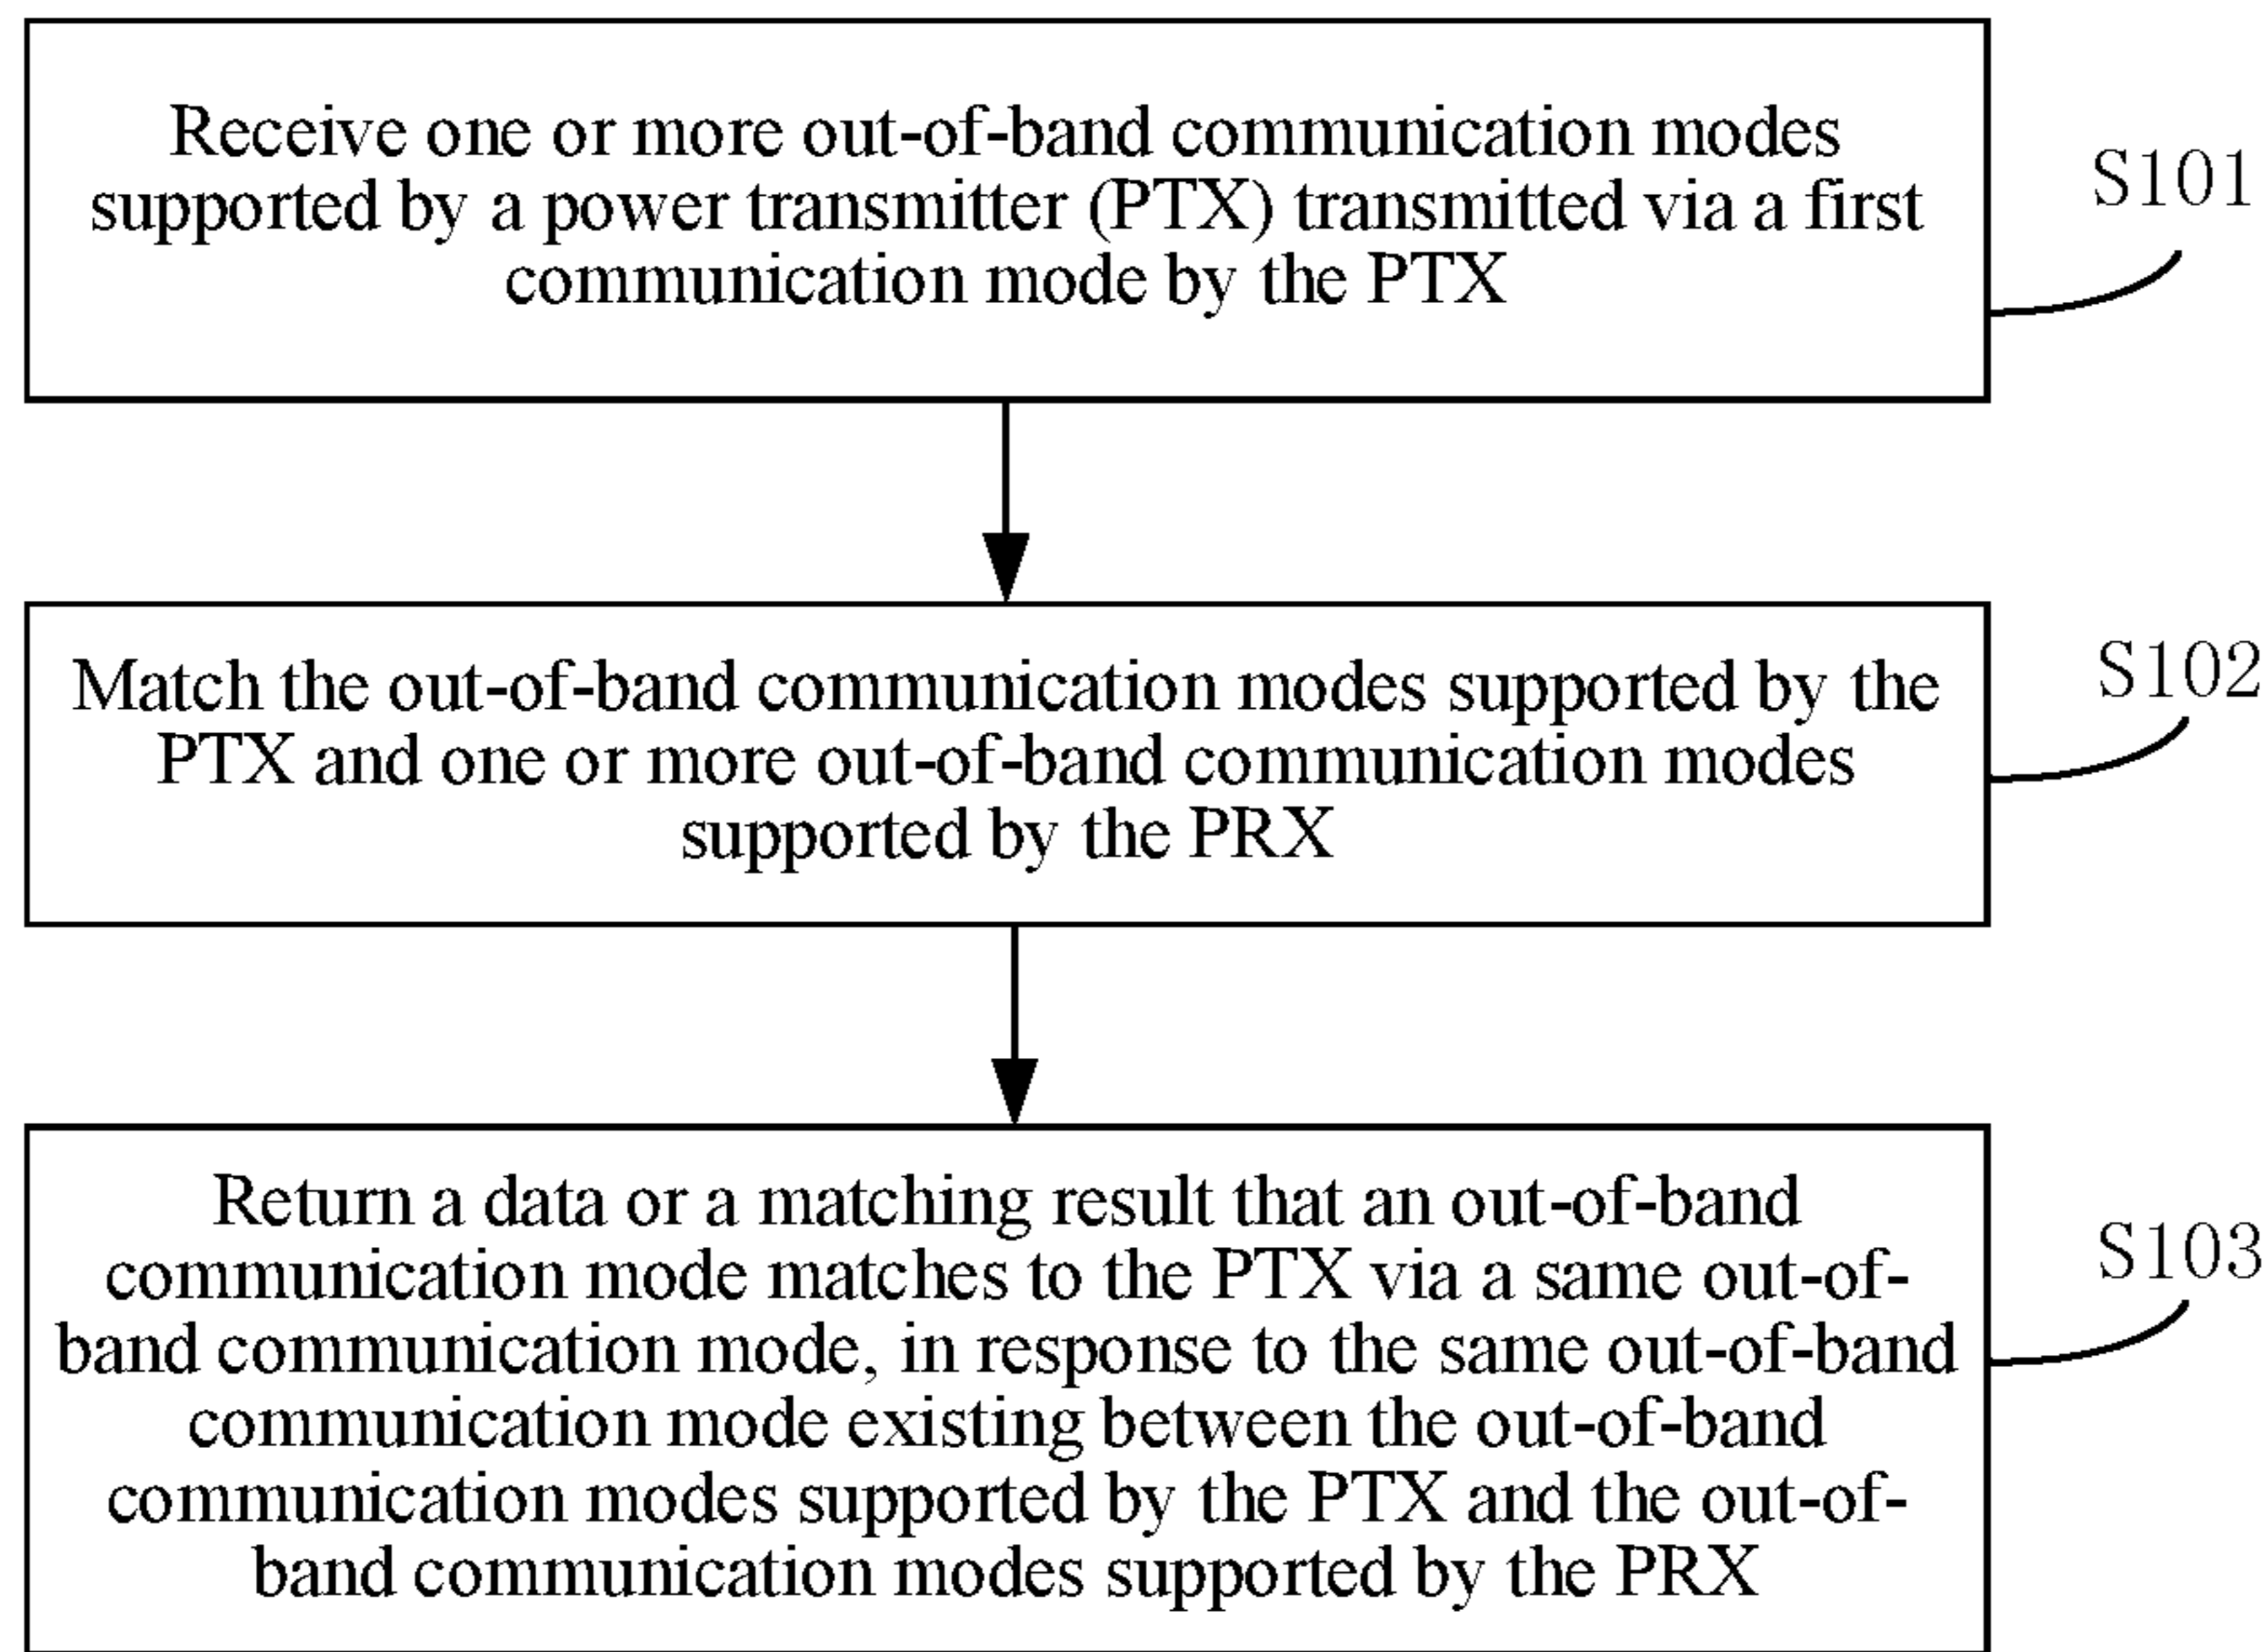 Receive one or more out-of-band communication modes
supported by a power transmitter (PTX) transmitted via a first
communication mode by the PTX
S101
Match the out-of-band communication modes supported by the
PTX and one or more out-of-band communication modes
supported by the PRX
S102
Return a data or a matching result that an out-of-band
communication mode matches to the PTX via a same out-of-
band communication mode, in response to the same out-of-band
communication mode existing between the out-of-band
communication modes supported by the PTX and the out-of-
band communication modes supported by the PRX
S103